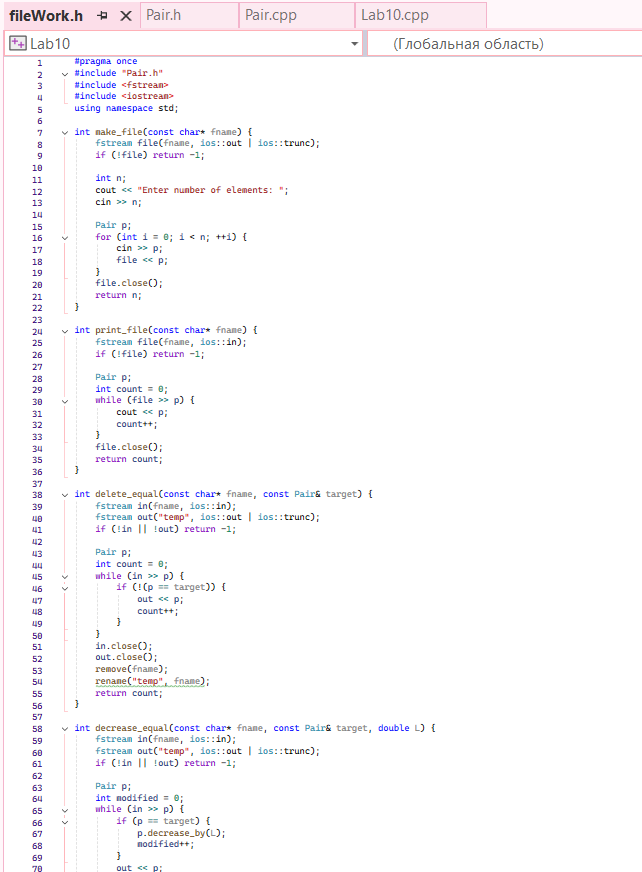 fileWork.h Pair.h Pair.cpp Lab10.cpp
Lab10 (Глобальная область)
1 #pragma once
2 #include "Pair.h"
3 #include <fstream>
4 #include <iostream>
5 using namespace std;
6
7 int make_file(const char* fname) {
8 fstream file(fname, ios::out | ios::trunc);
9 if (!file) return -1;
10
11 int n;
12 cout << "Enter number of elements: ";
13 cin >> n;
14
15 Pair p;
16 for (int i = 0; i < n; ++i) {
17 cin >> p;
18 file << p;
19 }
20 file.close();
21 return n;
22 }
23
24 int print_file(const char* fname) {
25 fstream file(fname, ios::in);
26 if (!file) return -1;
27
28 Pair p;
29 int count = 0;
30 while (file >> p) {
31 cout << p;
32 count++;
33 }
34 file.close();
35 return count;
36 }
37
38 int delete_equal(const char* fname, const Pair& target) {
39 fstream in(fname, ios::in);
40 fstream out("temp", ios::out | ios::trunc);
41 if (!in || !out) return -1;
42
43 Pair p;
44 int count = 0;
45 while (in >> p) {
46 if (!(p == target)) {
47 out << p;
48 count++;
49 }
50 }
51 in.close();
52 out.close();
53 remove(fname);
54 rename("temp", fname);
55 return count;
56 }
57
58 int decrease_equal(const char* fname, const Pair& target, double L) {
59 fstream in(fname, ios::in);
60 fstream out("temp", ios::out | ios::trunc);
61 if (!in || !out) return -1;
62
63 Pair p;
64 int modified = 0;
65 while (in >> p) {
66 if (p == target) {
67 p.decrease_by(L);
68 modified++;
69 }
70 out << p;